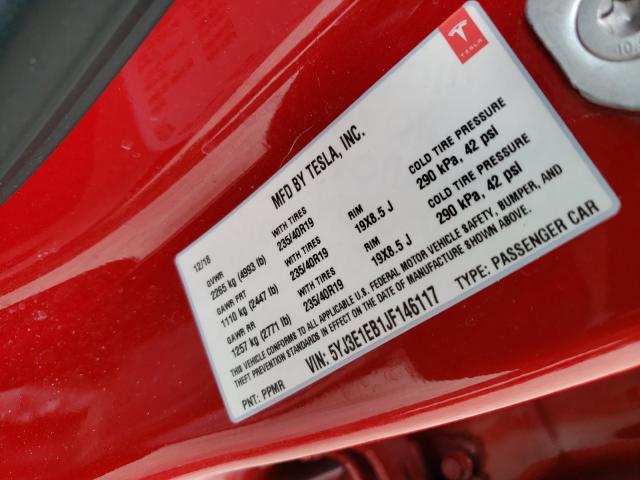 TESLA
MFD BY TESLA, INC.
12/18
GVWR WITH TIRES RIM COLD TIRE PRESSURE
2265 kg (4993 lb) 235/40R19 19X8.5 J 290 kPa, 42 psi
GAWR FRT WITH TIRES RIM COLD TIRE PRESSURE
1110 kg (2447 lb) 235/40R19 19X8.5 J 290 kPa, 42 psi
GAWR RR WITH TIRES
1257 kg (2771 lb) 235/40R19
THIS VEHICLE CONFORMS TO ALL APPLICABLE U.S. FEDERAL MOTOR VEHICLE SAFETY, BUMPER, AND
THEFT PREVENTION STANDARDS IN EFFECT ON THE DATE OF MANUFACTURE SHOWN ABOVE.
VIN: 5YJ3E1EB1JF146117 TYPE: PASSENGER CAR
PNT: PPMR